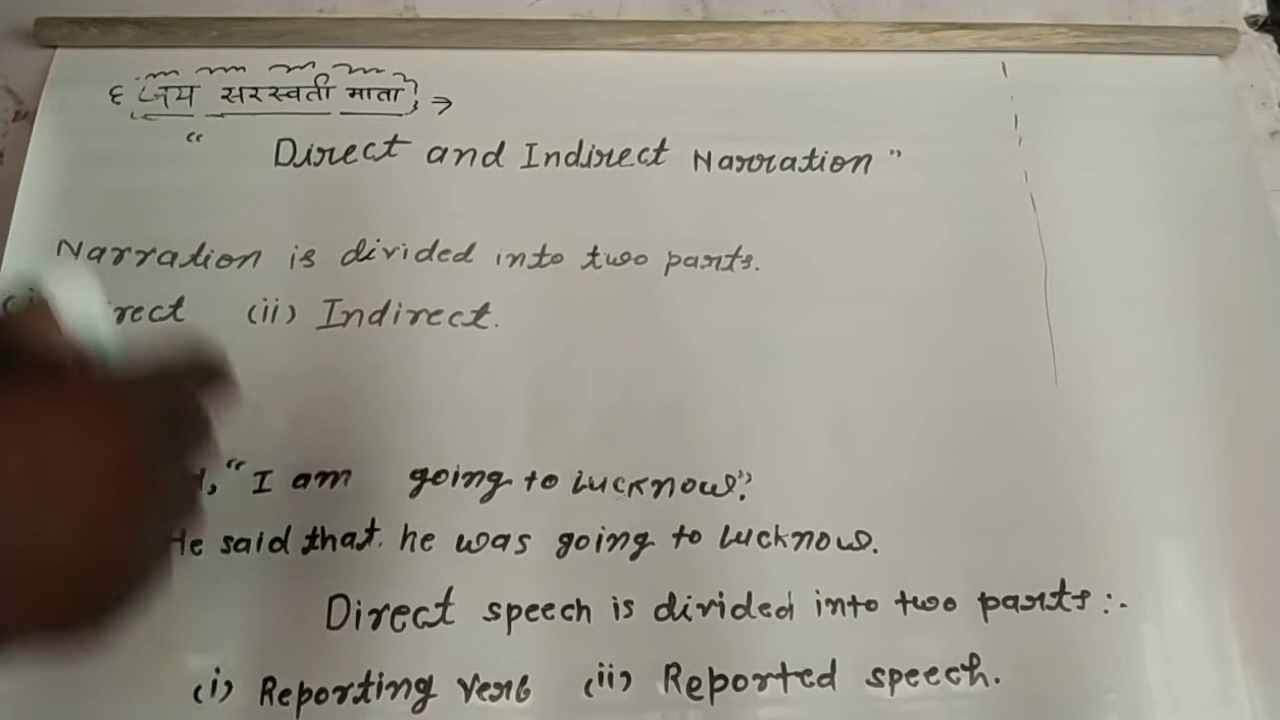 {जय सरस्वती माता} →
" Direct and Indirect Narration "
Narration is divided into two parts.
(ii) Indirect.
, "I am going to Lucknow".
He said that he was going to Lucknow.
Direct speech is divided into two parts :-
(i) Reporting Verb (ii) Reported speech.